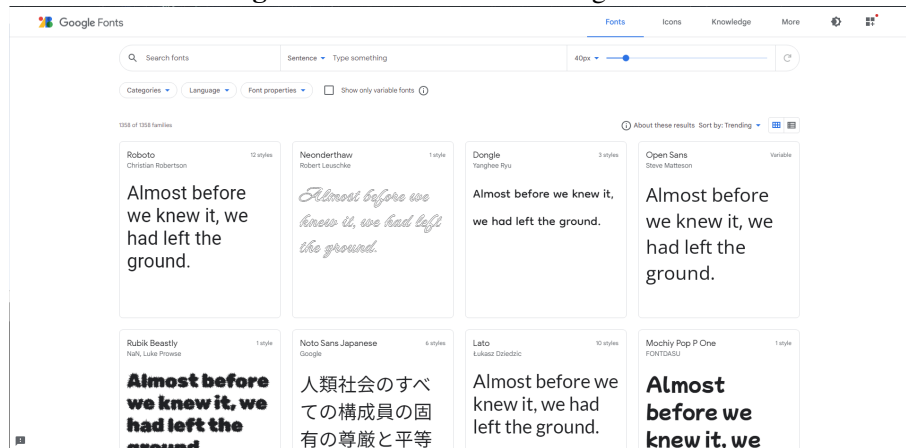 Google Fonts
Fonts Icons Knowledge More
Search fonts
Sentence Type something
40px
Categories Language Font properties Show only variable fonts
1358 of 1358 families
About these results Sort by: Trending
Roboto 12 styles
Christian Robertson
Almost before
we knew it, we
had left the
ground.
Neonderthaw 1 style
Robert Leuschke
Almost before we
knew it, we had left
the ground.
Dongle 3 styles
Yanghee Ryu
Almost before we knew it,
we had left the ground.
Open Sans Variable
Steve Matteson
Almost before
we knew it, we
had left the
ground.
Rubik Beastly 1 style
NaN, Luke Prowse
Almost before
we knew it, we
had left the
ground.
Noto Sans Japanese 6 styles
Google
人類社会のすべ
ての構成員の固
有の尊厳と平等
Lato 10 styles
Łukasz Dziedzic
Almost before we
knew it, we had
left the ground.
Mochiy Pop P One 1 style
FONTDASU
Almost
before we
knew it, we